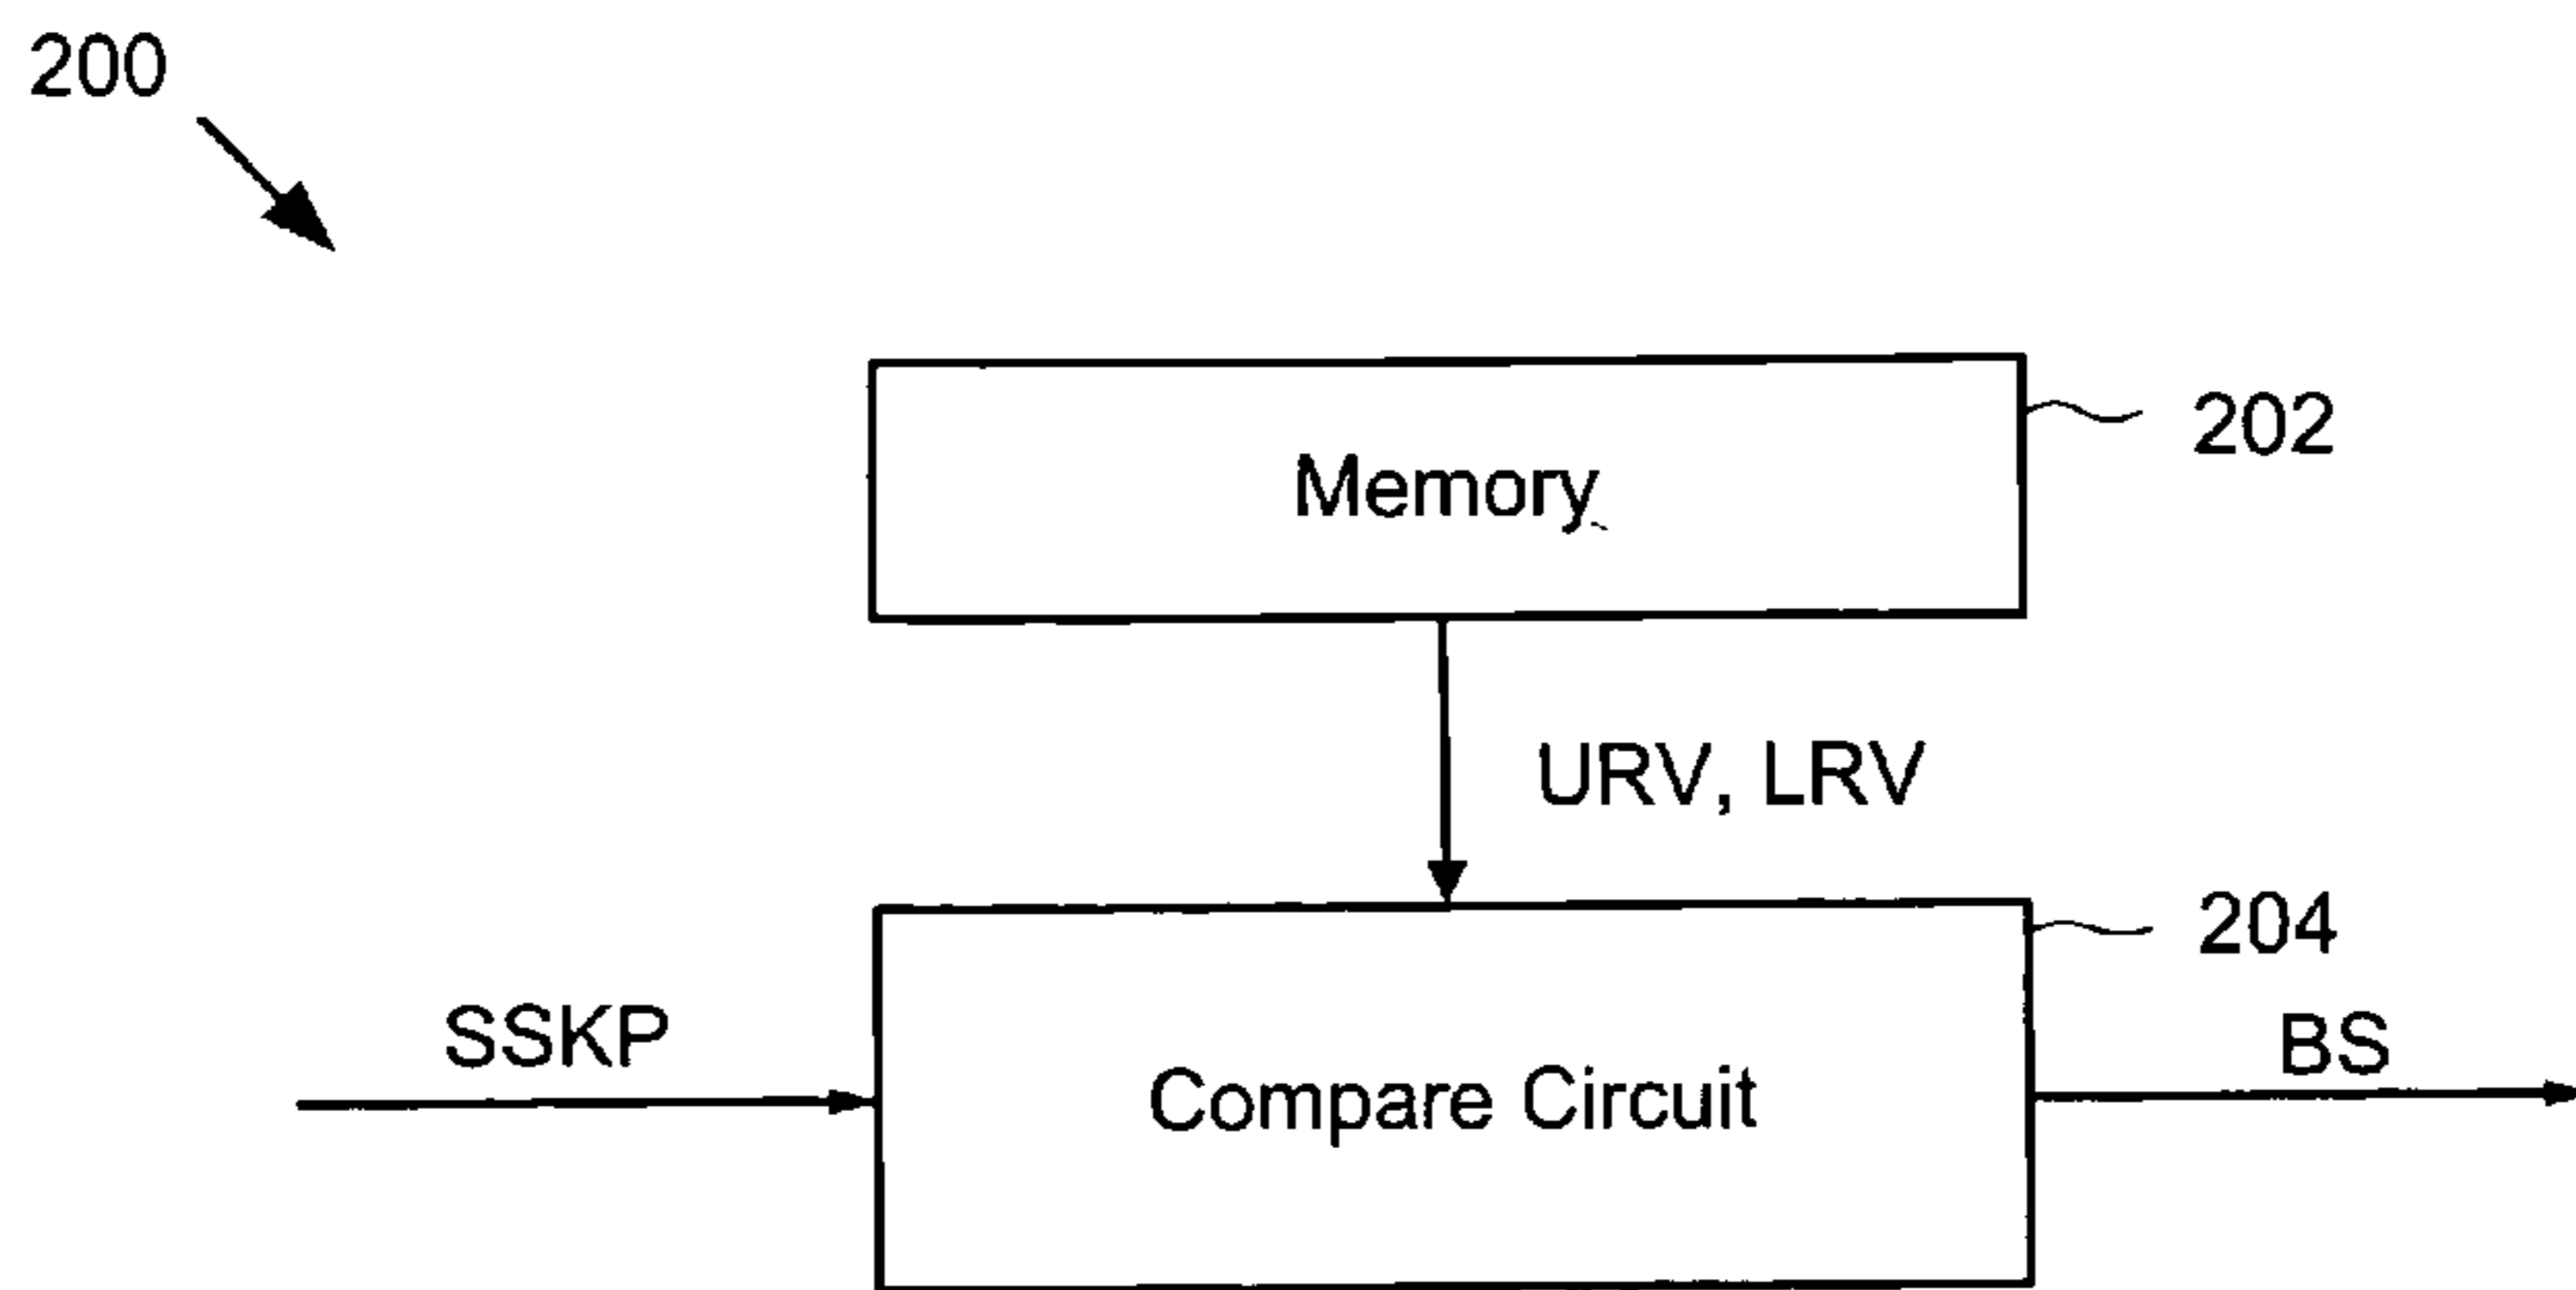 200
202
Memory
URV, LRV
204
SSKP
BS
Compare Circuit